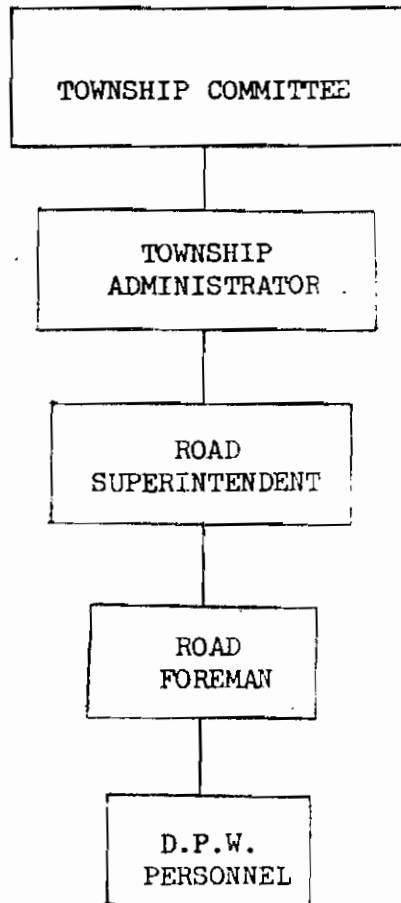 TOWNSHIP COMMITTEE
TOWNSHIP
ADMINISTRATOR
ROAD
SUPERINTENDENT
ROAD
FOREMAN
D.P.W.
PERSONNEL